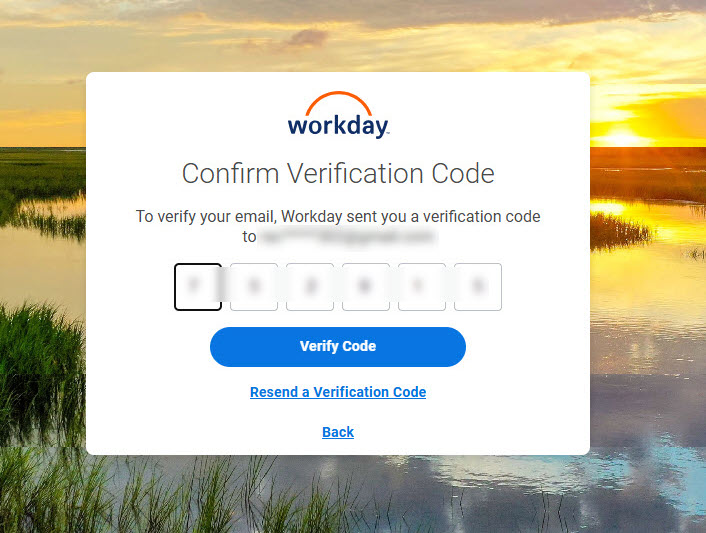 workday.
Confirm Verification Code
To verify your email, Workday sent you a verification code
to
Verify Code
Resend a Verification Code
Back